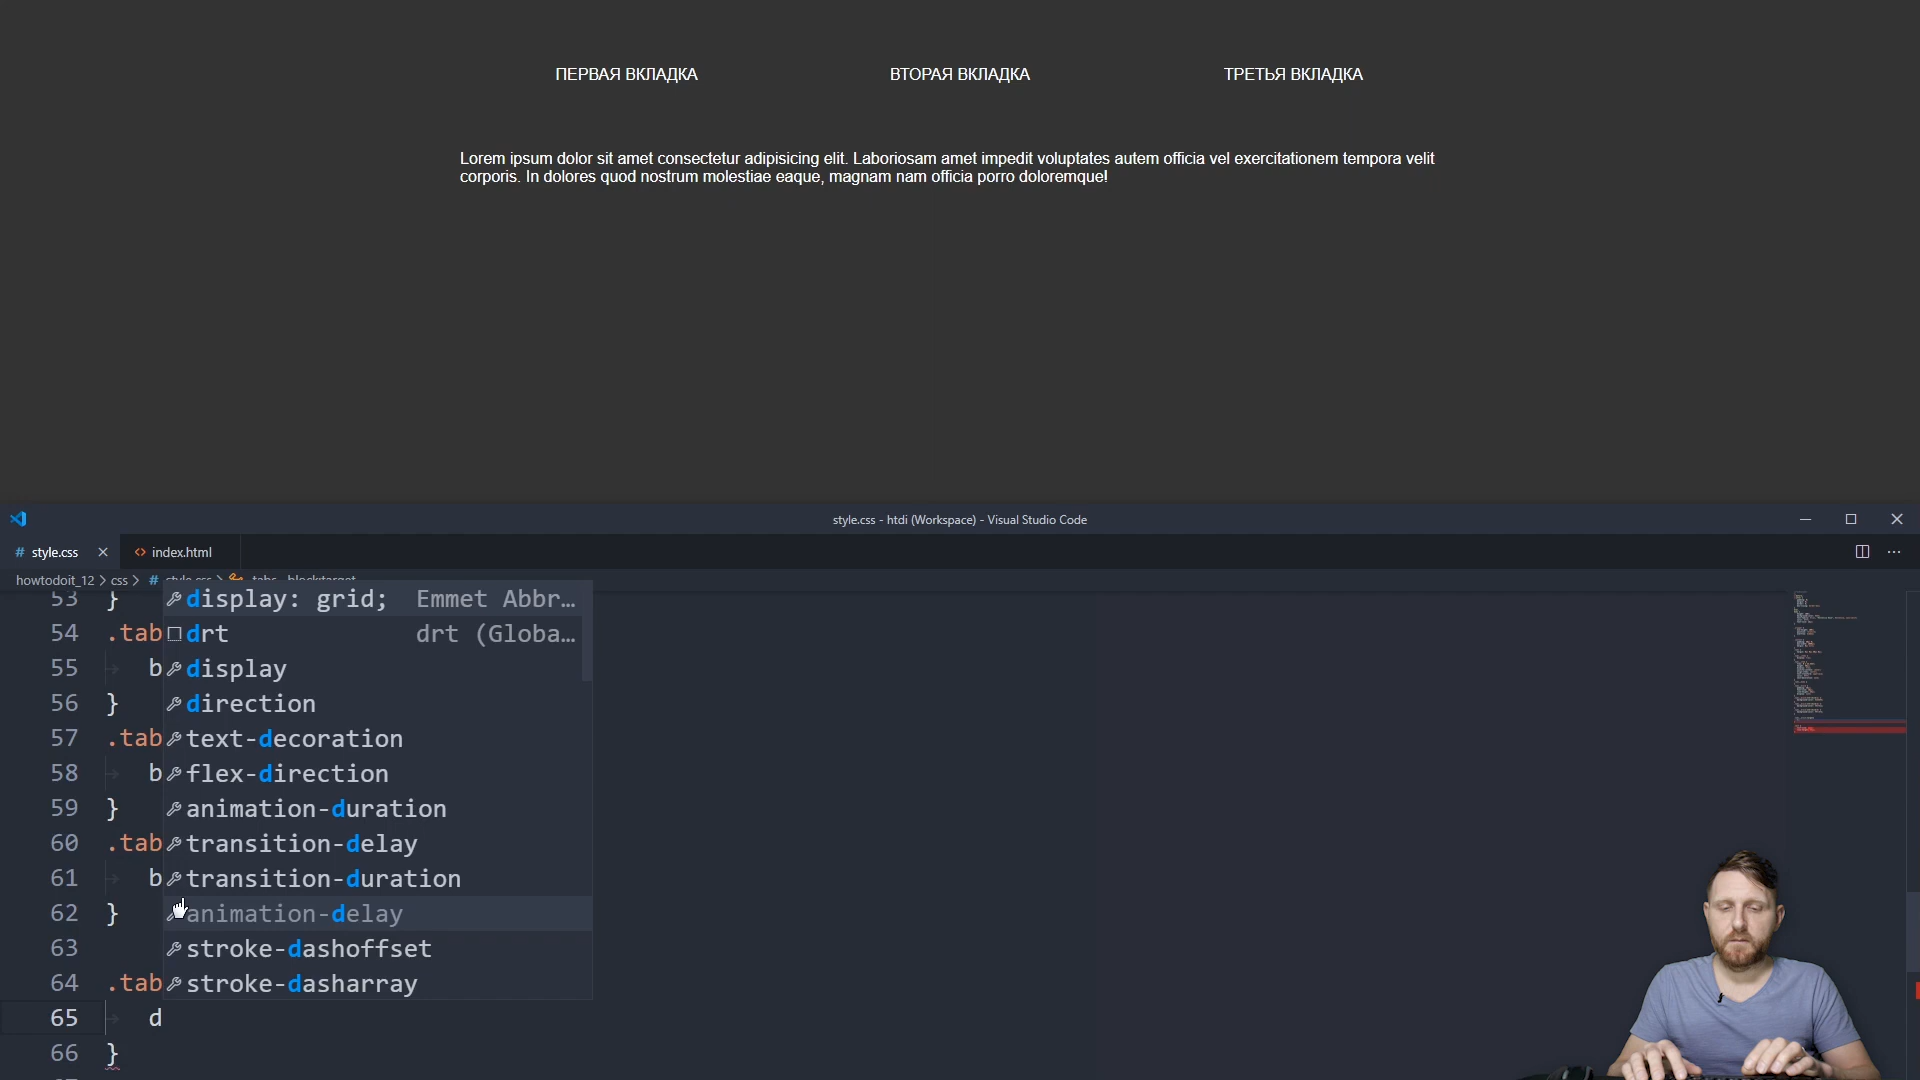 ПЕРВАЯ ВКЛАДКА ВТОРАЯ ВКЛАДКА ТРЕТЬЯ ВКЛАДКА
Lorem ipsum dolor sit amet consectetur adipisicing elit. Laboriosam amet impedit voluptates autem officia vel exercitationem tempora velit
corporis. In dolores quod nostrum molestiae eaque, magnam nam officia porro doloremque!
style.css - htdi (Workspace) - Visual Studio Code
# style.css <> index.html ···
howtodoit_12 > css > #
53 } display: grid; Emmet Abbr…
54 .tab drt drt (Globa…
55 b display
56 } direction
57 .tab text-decoration
58 b flex-direction
59 } animation-duration
60 .tab transition-delay
61 b transition-duration
62 } animation-delay
63 stroke-dashoffset
64 .tab stroke-dasharray
65 d
66 }